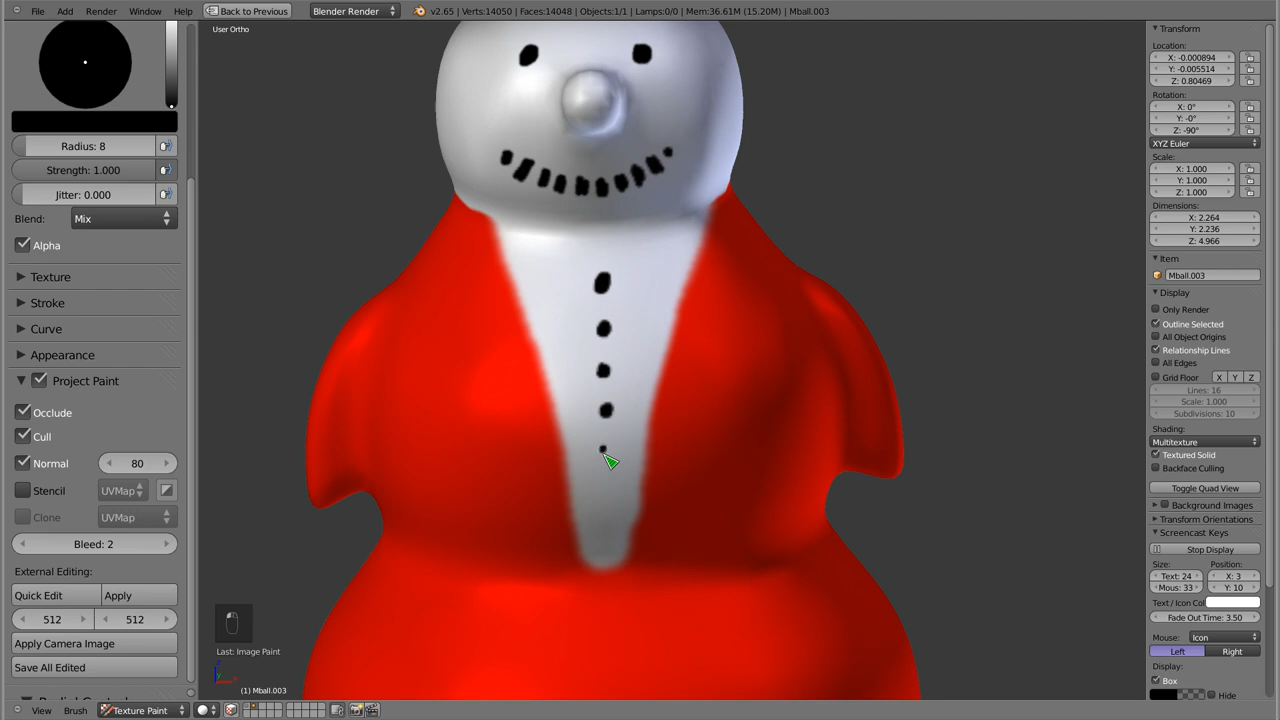 File Add Render Window Help Back to Previous Blender Render v2.65 | Verts:14050 | Faces:14048 | Objects:1/1 | Lamps:0/0 | Mem:36.61M (15.20M) | Mball.003
User Ortho
Radius: 8
Strength: 1.000
Jitter: 0.000
Blend: Mix
Alpha
Texture
Stroke
Curve
Appearance
Project Paint
Occlude
Cull
Normal 80
Stencil UVMap
Clone UVMap
Bleed: 2
External Editing:
Quick Edit Apply
512 512
Apply Camera Image
Save All Edited
Last: Image Paint
(1) Mball.003
View Brush Texture Paint
Transform
Location:
X: -0.000894
Y: -0.005514
Z: 0.80469
Rotation:
X: 0°
Y: -0°
Z: -90°
XYZ Euler
Scale:
X: 1.000
Y: 1.000
Z: 1.000
Dimensions:
X: 2.264
Y: 2.236
Z: 4.966
Item
Mball.003
Display
Only Render
Outline Selected
All Object Origins
Relationship Lines
All Edges
Grid Floor X Y Z
Lines: 16
Scale: 1.000
Subdivisions: 10
Shading:
Multitexture
Textured Solid
Backface Culling
Toggle Quad View
Background Images
Transform Orientations
Screencast Keys
Stop Display
Size: Position:
Text: 24 X: 3
Mous: 33 Y: 10
Text / Icon Col
Fade Out Time: 3.50
Mouse: Icon
Left Right
Display:
Box
Hide